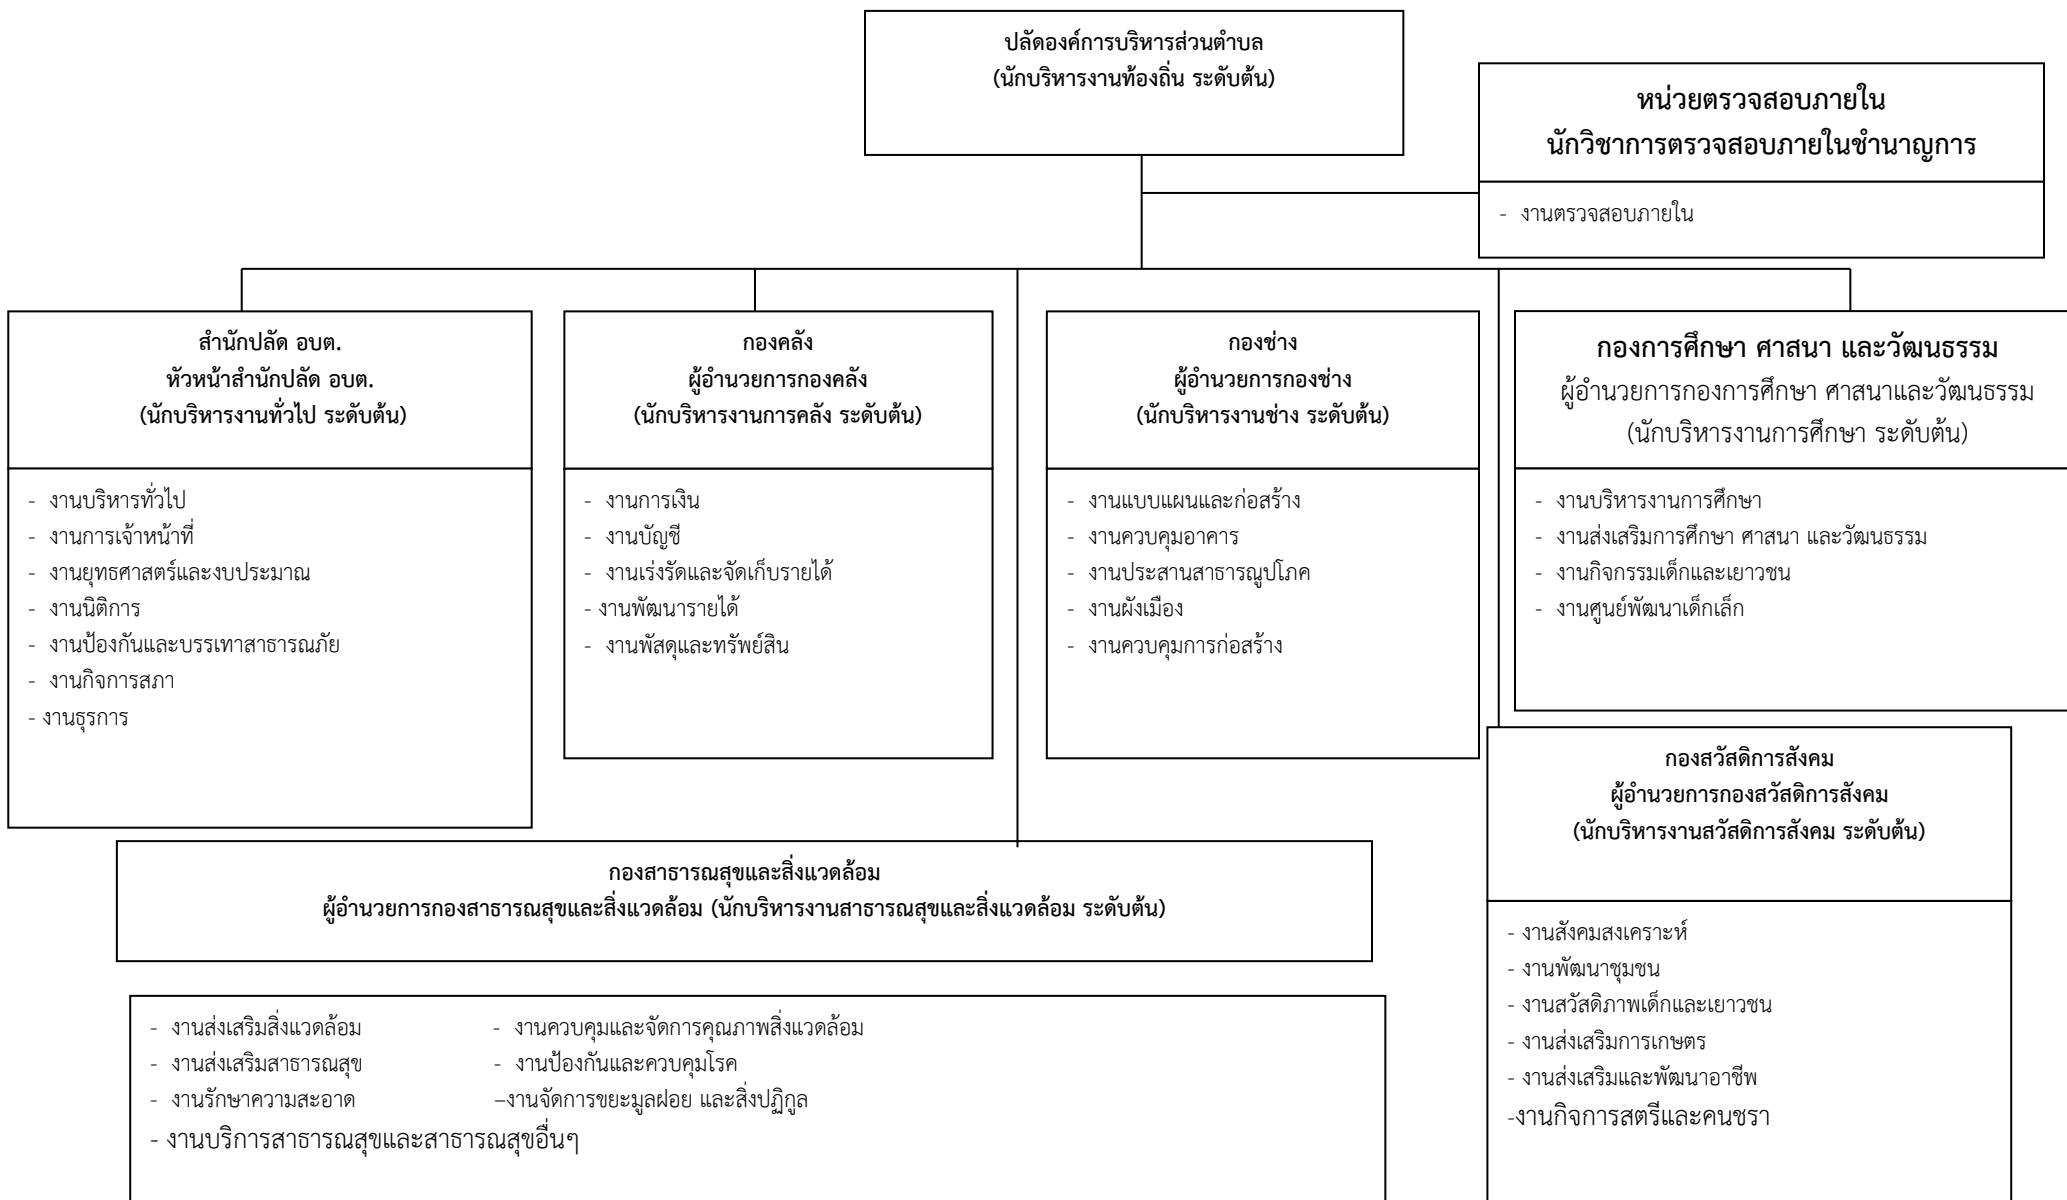 ปลัดองค์การบริหารส่วนตำบล
(นักบริหารงานท้องถิ่น ระดับต้น)
หน่วยตรวจสอบภายใน
นักวิชาการตรวจสอบภายในชำนาญการ
- งานตรวจสอบภายใน
สำนักปลัด อบต.
หัวหน้าสำนักปลัด อบต.
(นักบริหารงานทั่วไป ระดับต้น)
- งานบริหารทั่วไป
- งานการเจ้าหน้าที่
- งานยุทธศาสตร์และงบประมาณ
- งานนิติการ
- งานป้องกันและบรรเทาสาธารณภัย
- งานกิจการสภา
- งานธุรการ
กองคลัง
ผู้อำนวยการกองคลัง
(นักบริหารงานการคลัง ระดับต้น)
- งานการเงิน
- งานบัญชี
- งานเร่งรัดและจัดเก็บรายได้
- งานพัฒนารายได้
- งานพัสดุและทรัพย์สิน
กองช่าง
ผู้อำนวยการกองช่าง
(นักบริหารงานช่าง ระดับต้น)
- งานแบบแผนและก่อสร้าง
- งานควบคุมอาคาร
- งานประสานสาธารณูปโภค
- งานผังเมือง
- งานควบคุมการก่อสร้าง
กองการศึกษา ศาสนา และวัฒนธรรม
ผู้อำนวยการกองการศึกษา ศาสนาและวัฒนธรรม
(นักบริหารงานการศึกษา ระดับต้น)
- งานบริหารงานการศึกษา
- งานส่งเสริมการศึกษา ศาสนา และวัฒนธรรม
- งานกิจกรรมเด็กและเยาวชน
- งานศูนย์พัฒนาเด็กเล็ก
กองสวัสดิการสังคม
ผู้อำนวยการกองสวัสดิการสังคม
(นักบริหารงานสวัสดิการสังคม ระดับต้น)
- งานสังคมสงเคราะห์
- งานพัฒนาชุมชน
- งานสวัสดิภาพเด็กและเยาวชน
- งานส่งเสริมการเกษตร
- งานส่งเสริมและพัฒนาอาชีพ
-งานกิจการสตรีและคนชรา
กองสาธารณสุขและสิ่งแวดล้อม
ผู้อำนวยการกองสาธารณสุขและสิ่งแวดล้อม (นักบริหารงานสาธารณสุขและสิ่งแวดล้อม ระดับต้น)
- งานส่งเสริมสิ่งแวดล้อม - งานควบคุมและจัดการคุณภาพสิ่งแวดล้อม
- งานส่งเสริมสาธารณสุข - งานป้องกันและควบคุมโรค
- งานรักษาความสะอาด –งานจัดการขยะมูลฝอย และสิ่งปฏิกูล
- งานบริการสาธารณสุขและสาธารณสุขอื่นๆ